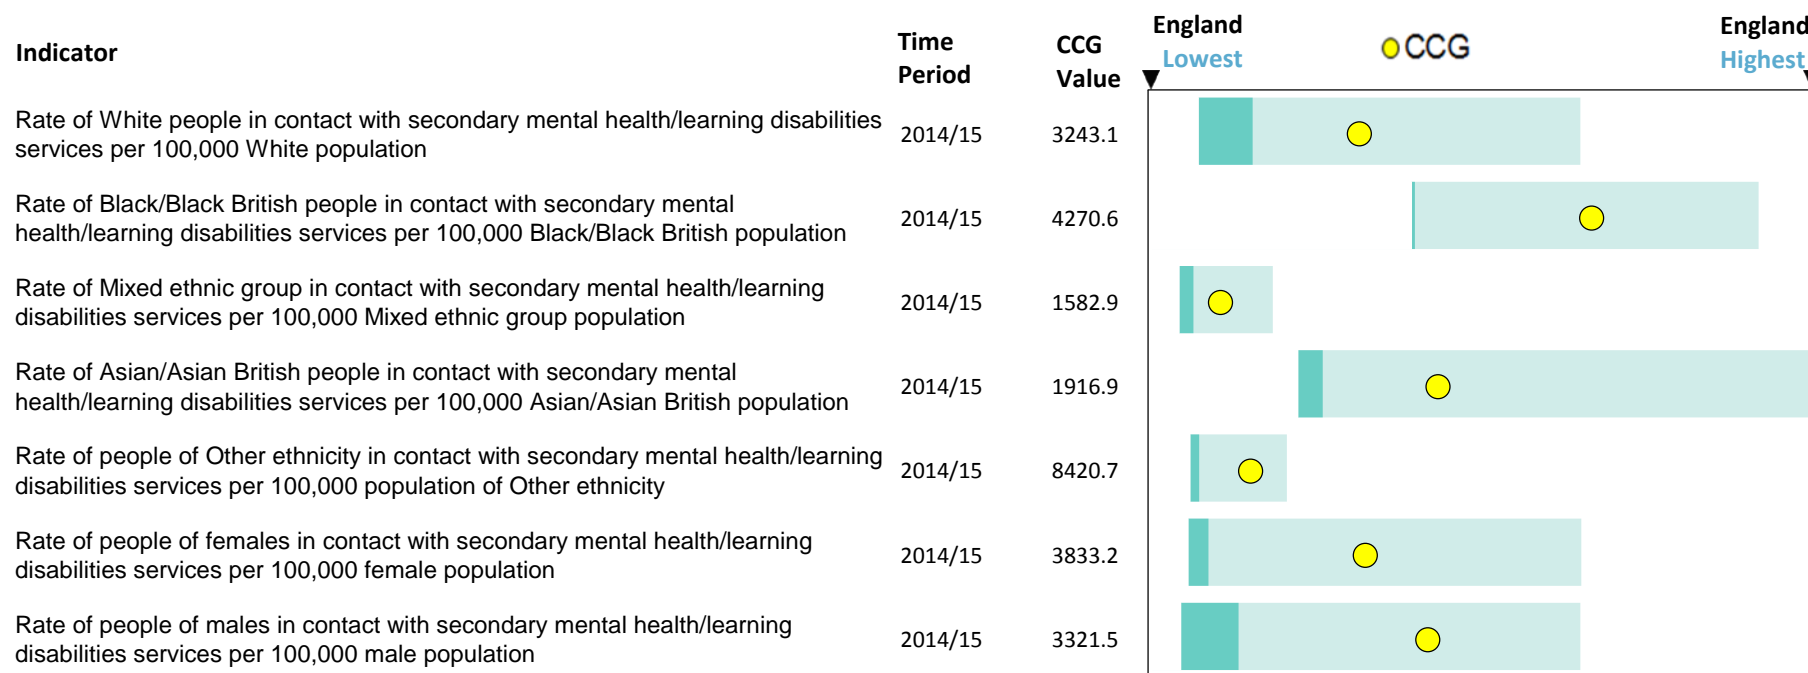 Indicator
Time
Period
CCG
Value
England
Lowest
CCG
England
Highest
Rate of White people in contact with secondary mental health/learning disabilities
services per 100,000 White population
2014/15
3243.1
Rate of Black/Black British people in contact with secondary mental
health/learning disabilities services per 100,000 Black/Black British population
2014/15
4270.6
Rate of Mixed ethnic group in contact with secondary mental health/learning
disabilities services per 100,000 Mixed ethnic group population
2014/15
1582.9
Rate of Asian/Asian British people in contact with secondary mental
health/learning disabilities services per 100,000 Asian/Asian British population
2014/15
1916.9
Rate of people of Other ethnicity in contact with secondary mental health/learning
disabilities services per 100,000 population of Other ethnicity
2014/15
8420.7
Rate of people of females in contact with secondary mental health/learning
disabilities services per 100,000 female population
2014/15
3833.2
Rate of people of males in contact with secondary mental health/learning
disabilities services per 100,000 male population
2014/15
3321.5